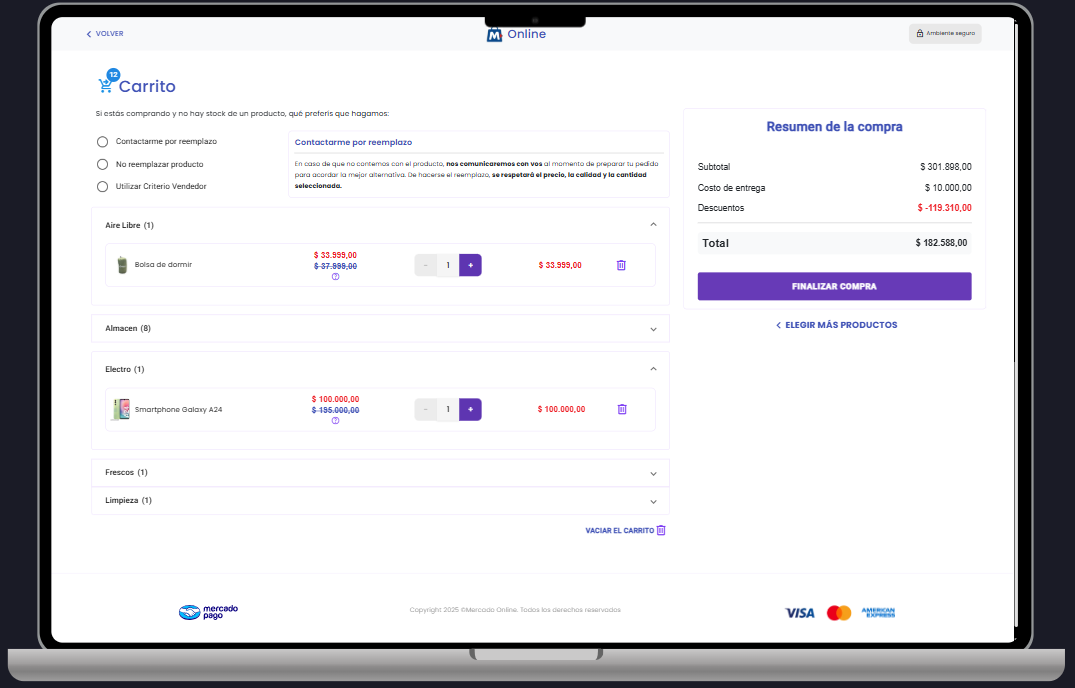 VOLVER
M Online
Ambiente seguro
12
Carrito
Si estás comprando y no hay stock de un producto, qué preferís que hagamos:
Contactarme por reemplazo
No reemplazar producto
Utilizar Criterio Vendedor
Contactarme por reemplazo
En caso de que no contemos con el producto, nos comunicaremos con vos al momento de preparar tu pedido
para acordar la mejor alternativa. De hacerse el reemplazo, se respetará el precio, la calidad y la cantidad
seleccionada.
Aire Libre (1)
Bolsa de dormir
$ 33.999,00
$ 37.999,00
?
- 1 +
$ 33.999,00
Almacen (8)
Electro (1)
Smartphone Galaxy A24
$ 100.000,00
$ 195.000,00
?
- 1 +
$ 100.000,00
Frescos (1)
Limpieza (1)
VACIAR EL CARRITO
Resumen de la compra
Subtotal $ 301.898,00
Costo de entrega $ 10.000,00
Descuentos $ -119.310,00
Total $ 182.588,00
FINALIZAR COMPRA
ELEGIR MÁS PRODUCTOS
mercado
pago
Copyright 2025 ©Mercado Online. Todos los derechos reservados
VISA
AMERICAN
EXPRESS